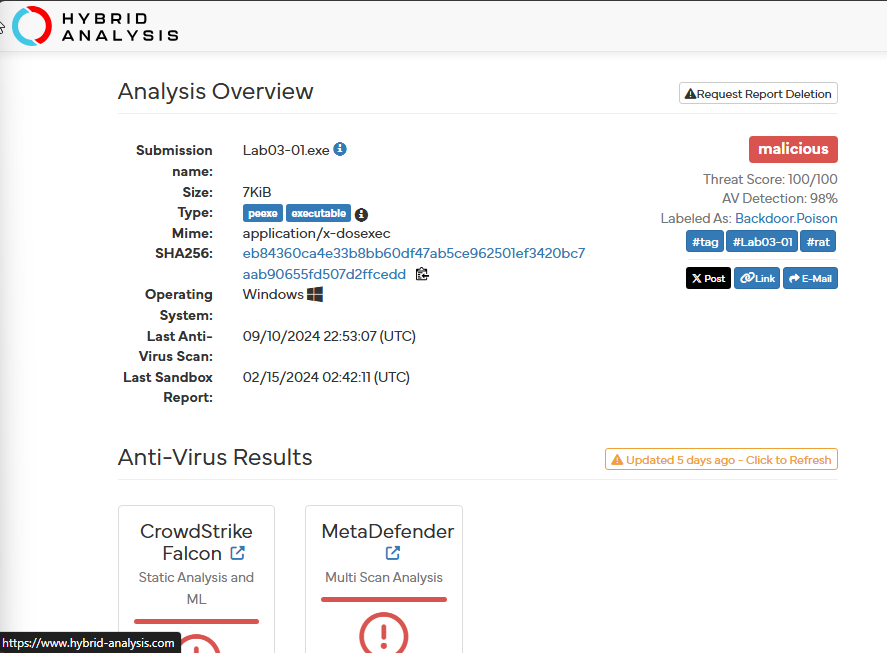 HYBRID
ANALYSIS
Analysis Overview
Request Report Deletion
Submission name:
Lab03-01.exe
malicious
Threat Score: 100/100
AV Detection: 98%
Labeled As: Backdoor.Poison
#tag #Lab03-01 #rat
X Post Link E-Mail
Size: 7KiB
Type: peexe executable
Mime: application/x-dosexec
SHA256: eb84360ca4e33b8bb60df47ab5ce962501ef3420bc7
aab90655fd507d2ffcedd
Operating System: Windows
Last Anti-
Virus Scan: 09/10/2024 22:53:07 (UTC)
Last Sandbox
Report: 02/15/2024 02:42:11 (UTC)
Anti-Virus Results
Updated 5 days ago - Click to Refresh
CrowdStrike
Falcon
Static Analysis and
ML
MetaDefender
Multi Scan Analysis
https://www.hybrid-analysis.com